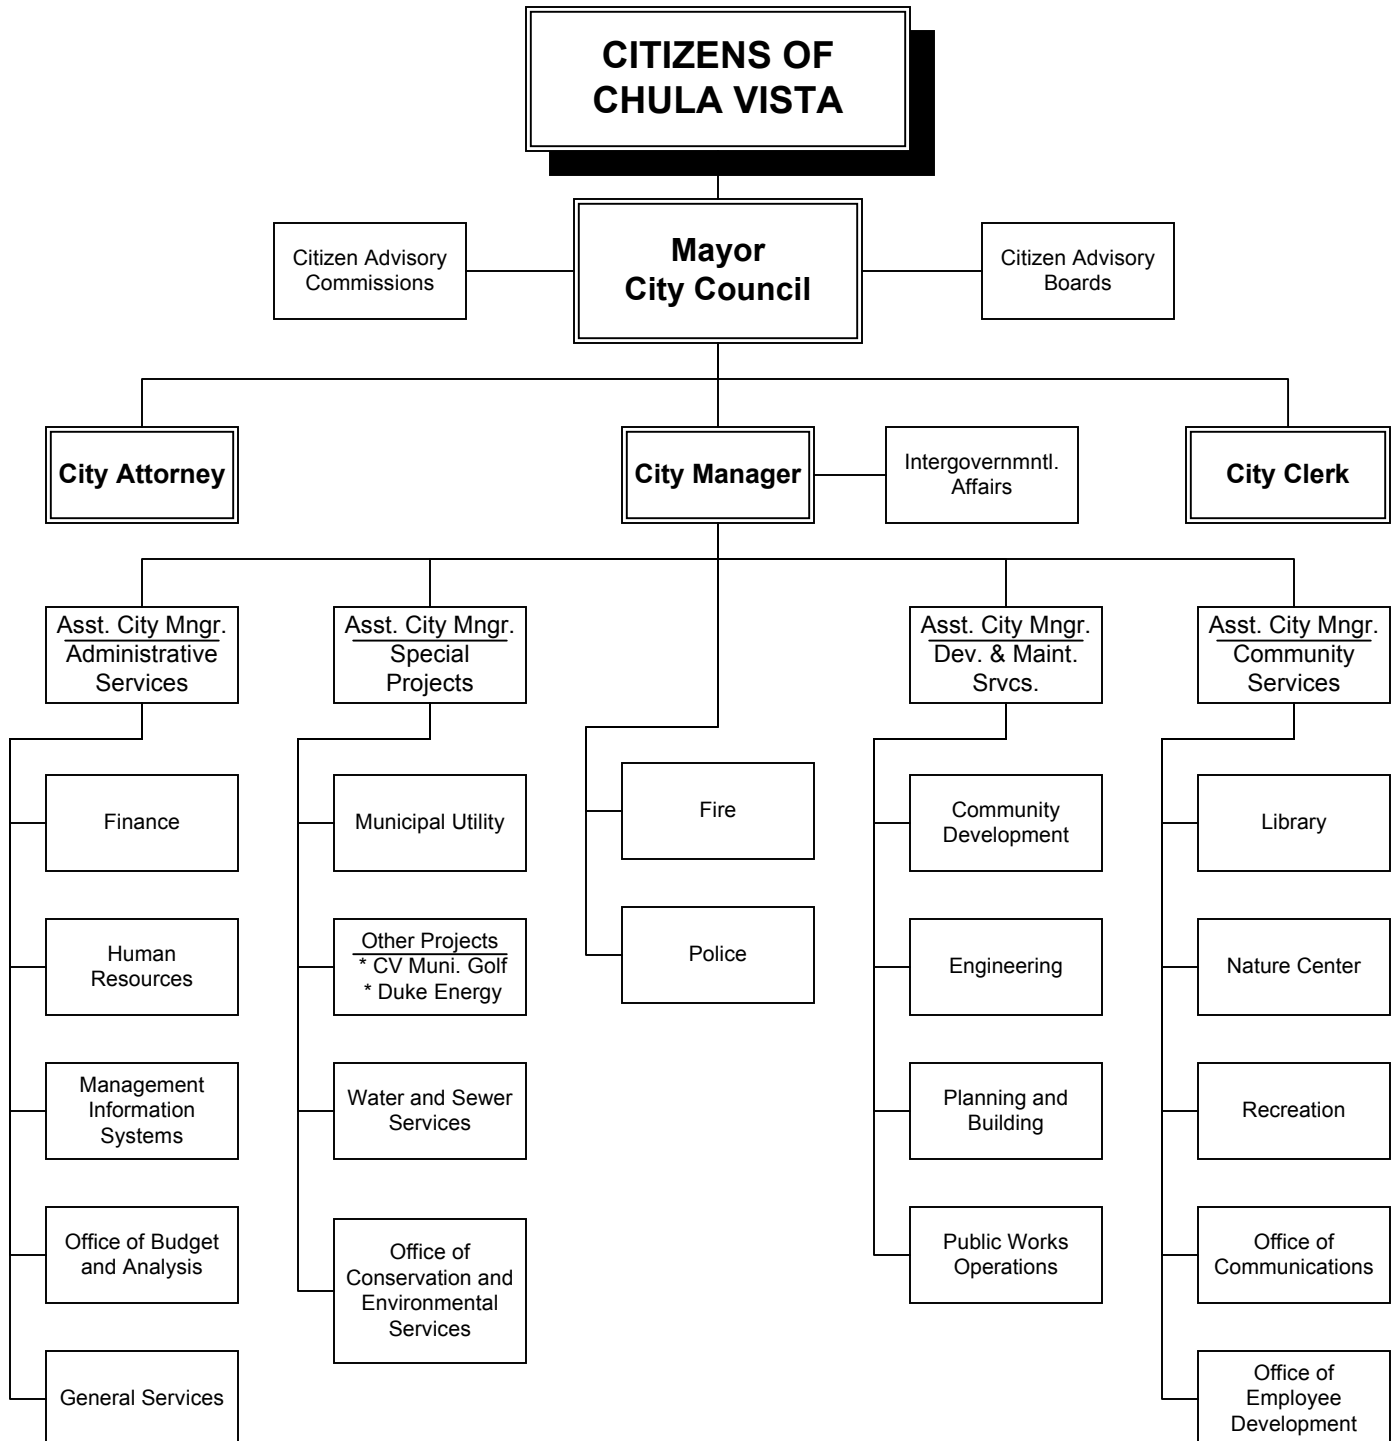 CITIZENS OF
CHULA VISTA
Citizen Advisory
Commissions
Mayor
City Council
Citizen Advisory
Boards
City Attorney
City Manager
Intergovernmntl.
Affairs
City Clerk
Asst. City Mngr.
Administrative
Services
Asst. City Mngr.
Special
Projects
Asst. City Mngr.
Dev. & Maint.
Srvcs.
Asst. City Mngr.
Community
Services
Finance
Human
Resources
Management
Information
Systems
Office of Budget
and Analysis
General Services
Municipal Utility
Other Projects
* CV Muni. Golf
* Duke Energy
Water and Sewer
Services
Office of
Conservation and
Environmental
Services
Fire
Police
Community
Development
Engineering
Planning and
Building
Public Works
Operations
Library
Nature Center
Recreation
Office of
Communications
Office of
Employee
Development